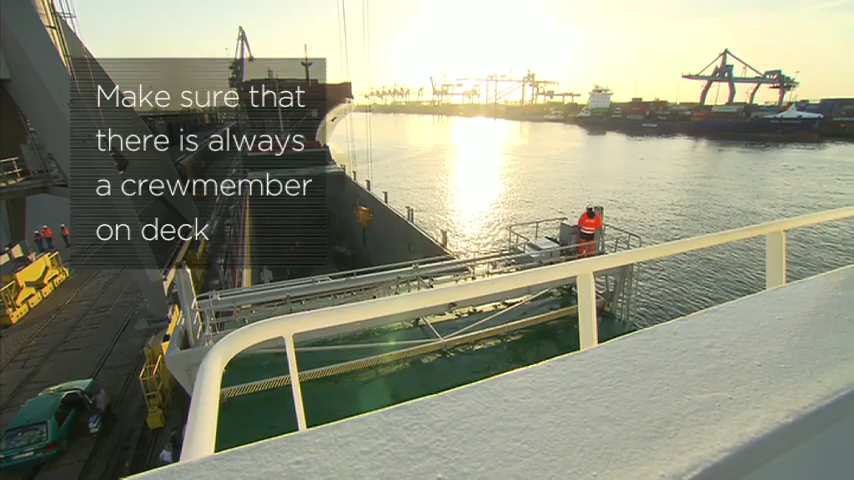 Make sure that
there is always
a crewmember
on deck